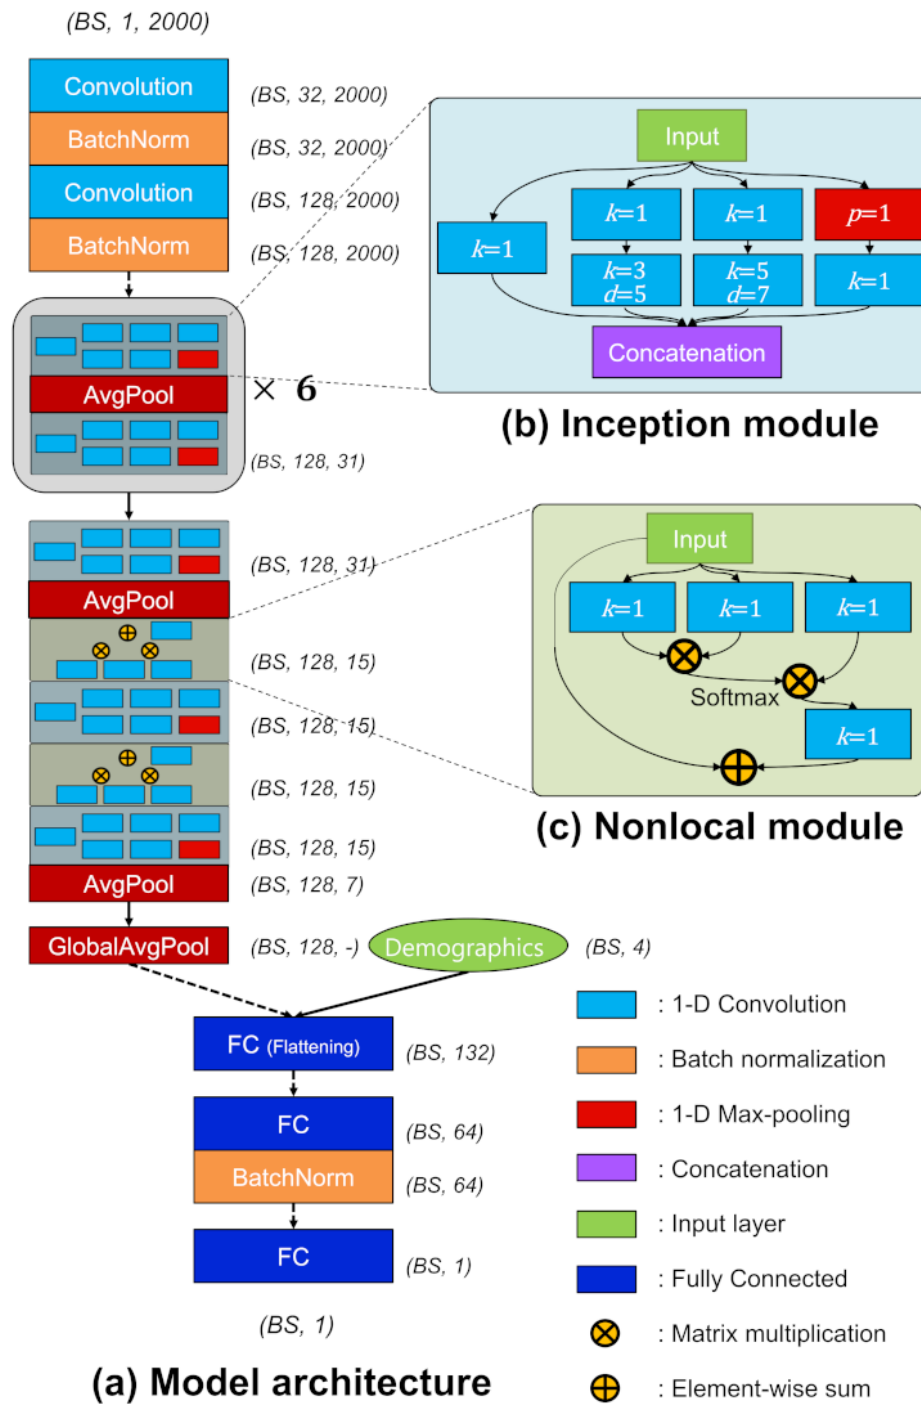 (BS, 1, 2000)
Convolution
(BS, 32, 2000)
BatchNorm
(BS, 32, 2000)
Convolution
(BS, 128, 2000)
BatchNorm
(BS, 128, 2000)
AvgPool
× 6
(BS, 128, 31)
(BS, 128, 31)
AvgPool
(BS, 128, 15)
(BS, 128, 15)
(BS, 128, 15)
(BS, 128, 15)
AvgPool
(BS, 128, 7)
GlobalAvgPool
(BS, 128, -)
Demographics
(BS, 4)
FC (Flattening)
(BS, 132)
FC
(BS, 64)
BatchNorm
(BS, 64)
FC
(BS, 1)
(BS, 1)
(a) Model architecture
Input
k=1
k=1
k=1
p=1
k=3
d=5
k=5
d=7
k=1
Concatenation
(b) Inception module
Input
k=1
k=1
k=1
Softmax
k=1
(c) Nonlocal module
: 1-D Convolution
: Batch normalization
: 1-D Max-pooling
: Concatenation
: Input layer
: Fully Connected
: Matrix multiplication
: Element-wise sum